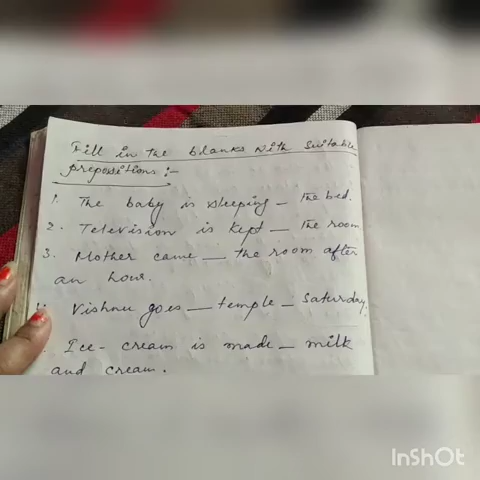 Fill in the blanks with suitable
prepositions :-
1. The baby is sleeping — the bed.
2. Television is kept — the room
3. Mother came — the room after
an hour.
Vishnu goes — temple — Saturday.
. Ice-cream is made — milk
and cream.
InShOt